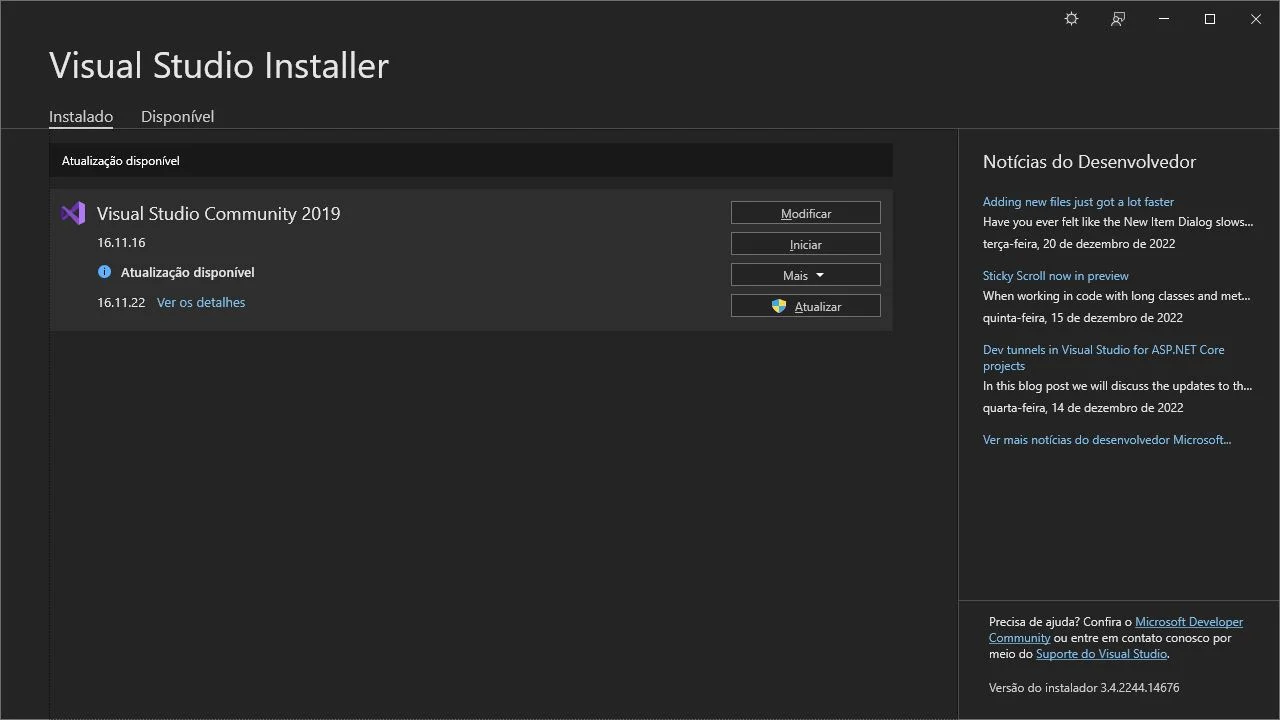 Visual Studio Installer
Instalado
Disponível
Atualização disponível
Visual Studio Community 2019
16.11.16
Atualização disponível
16.11.22 Ver os detalhes
Modificar
Iniciar
Mais
Atualizar
Notícias do Desenvolvedor
Adding new files just got a lot faster
Have you ever felt like the New Item Dialog slows...
terça-feira, 20 de dezembro de 2022
Sticky Scroll now in preview
When working in code with long classes and met...
quinta-feira, 15 de dezembro de 2022
Dev tunnels in Visual Studio for ASP.NET Core
projects
In this blog post we will discuss the updates to th...
quarta-feira, 14 de dezembro de 2022
Ver mais notícias do desenvolvedor Microsoft...
Precisa de ajuda? Confira o Microsoft Developer
Community ou entre em contato conosco por
meio do Suporte do Visual Studio.
Versão do instalador 3.4.2244.14676